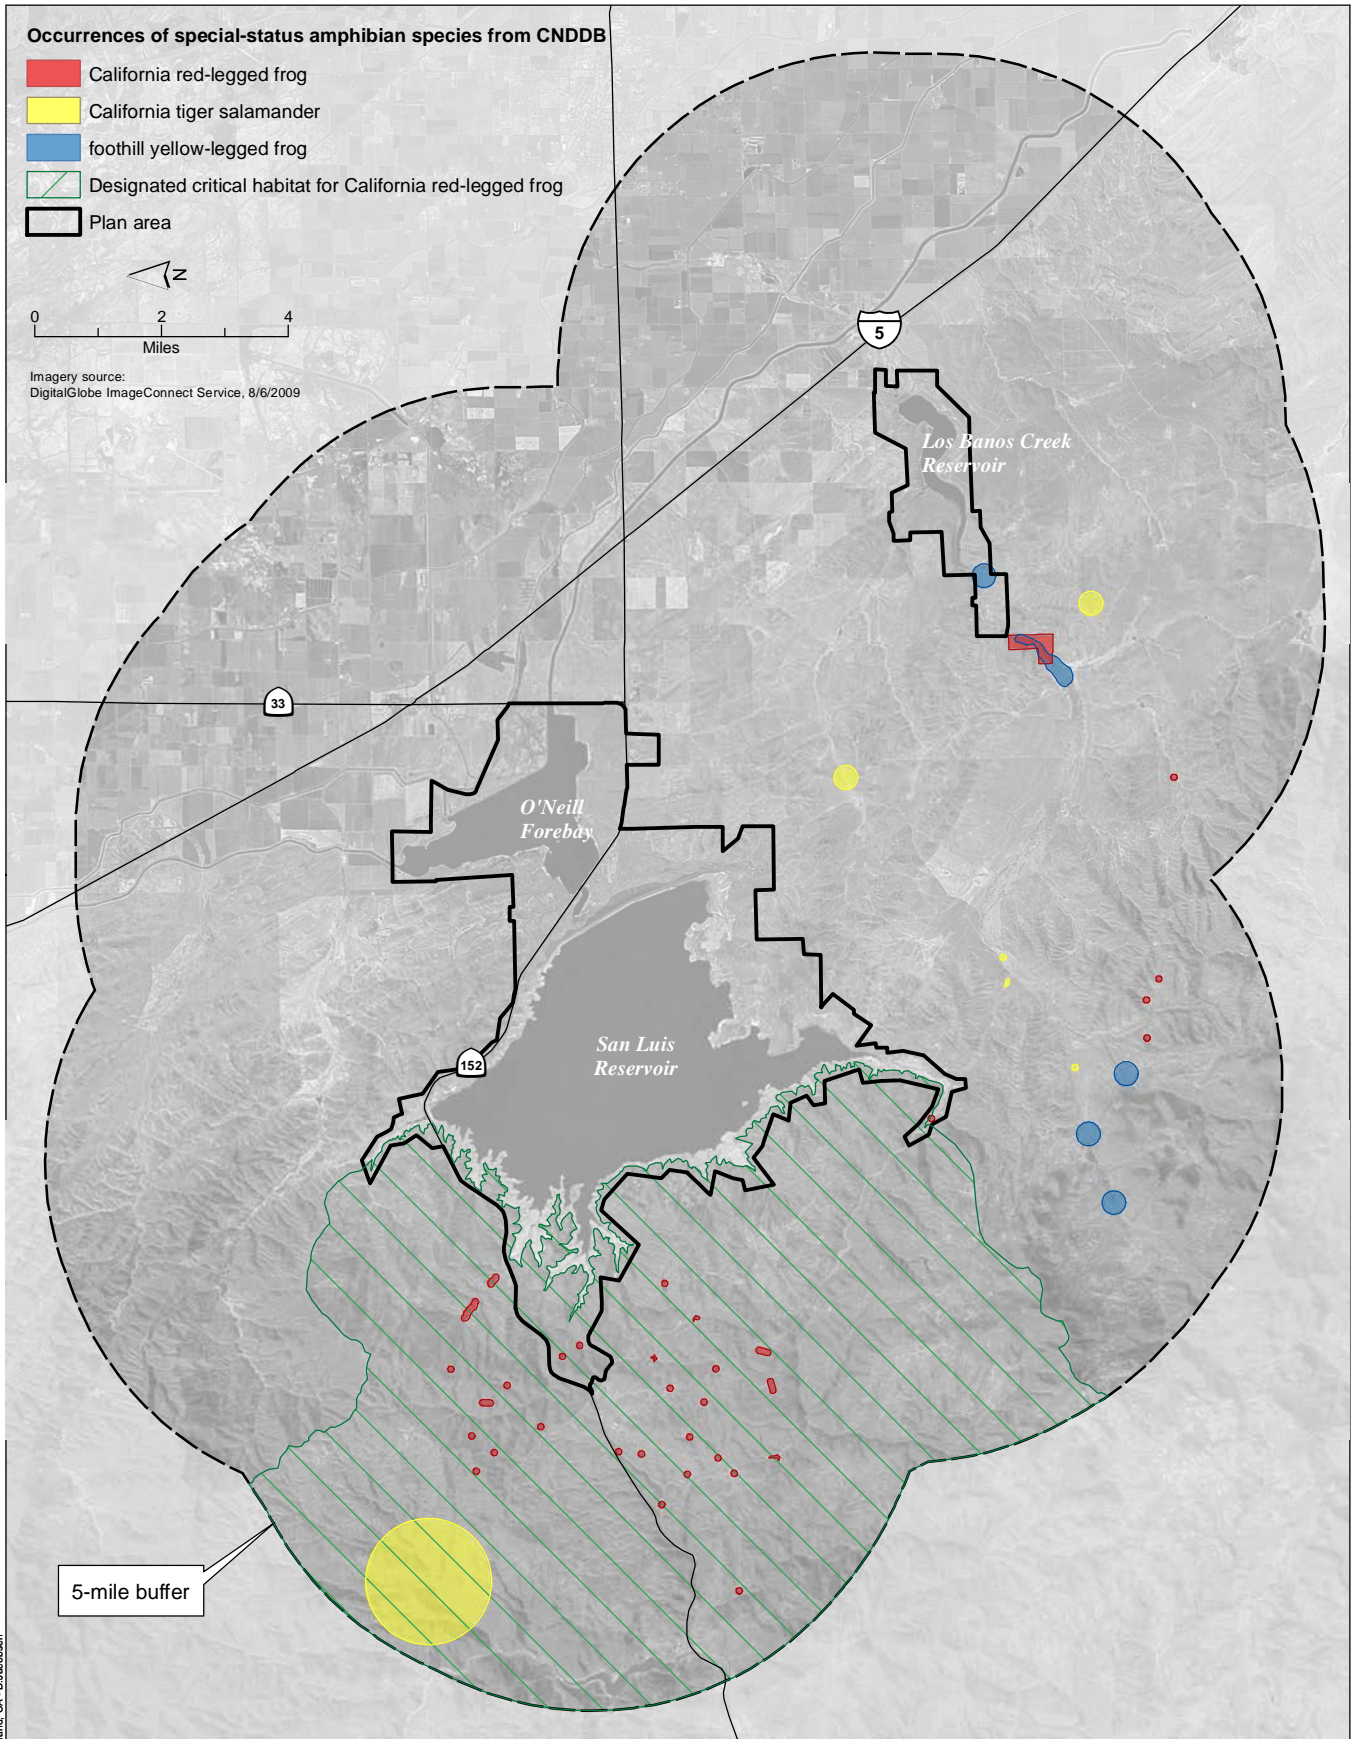 Occurrences of special-status amphibian species from CNDDB
California red-legged frog
California tiger salamander
foothill yellow-legged frog
Designated critical habitat for California red-legged frog
Plan area
N
0 2 4
Miles
Imagery source:
DigitalGlobe ImageConnect Service, 8/6/2009
5
Los Banos Creek
Reservoir
33
O'Neill
Forebay
San Luis
Reservoir
152
5-mile buffer